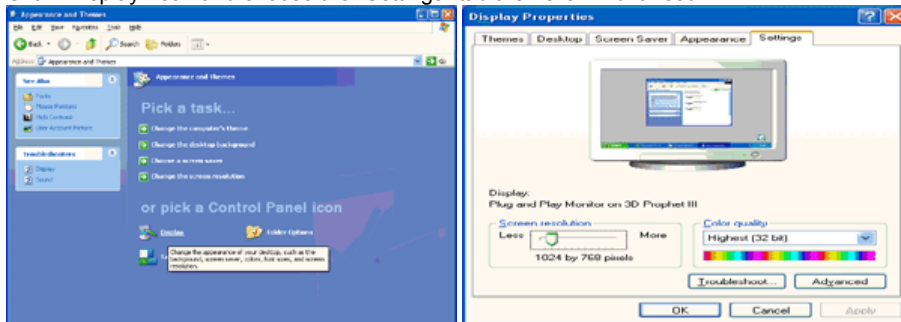 Appearance and Themes
File Edit View Favorites Tools Help
Back Search Folders
Address Appearance and Themes Go
See Also
Fonts
Mouse Pointers
High Contrast
User Account Picture
Troubleshooters
Display
Sound
Appearance and Themes
Pick a task...
Change the computer's theme
Change the desktop background
Choose a screen saver
Change the screen resolution
or pick a Control Panel icon
Display Folder Options
Change the appearance of your desktop, such as the
background, screen saver, colors, font sizes, and screen
resolution.
Display Properties
Themes Desktop Screen Saver Appearance Settings
Display:
Plug and Play Monitor on 3D Prophet III
Screen resolution
Less More
1024 by 768 pixels
Color quality
Highest (32 bit)
Troubleshoot... Advanced
OK Cancel Apply